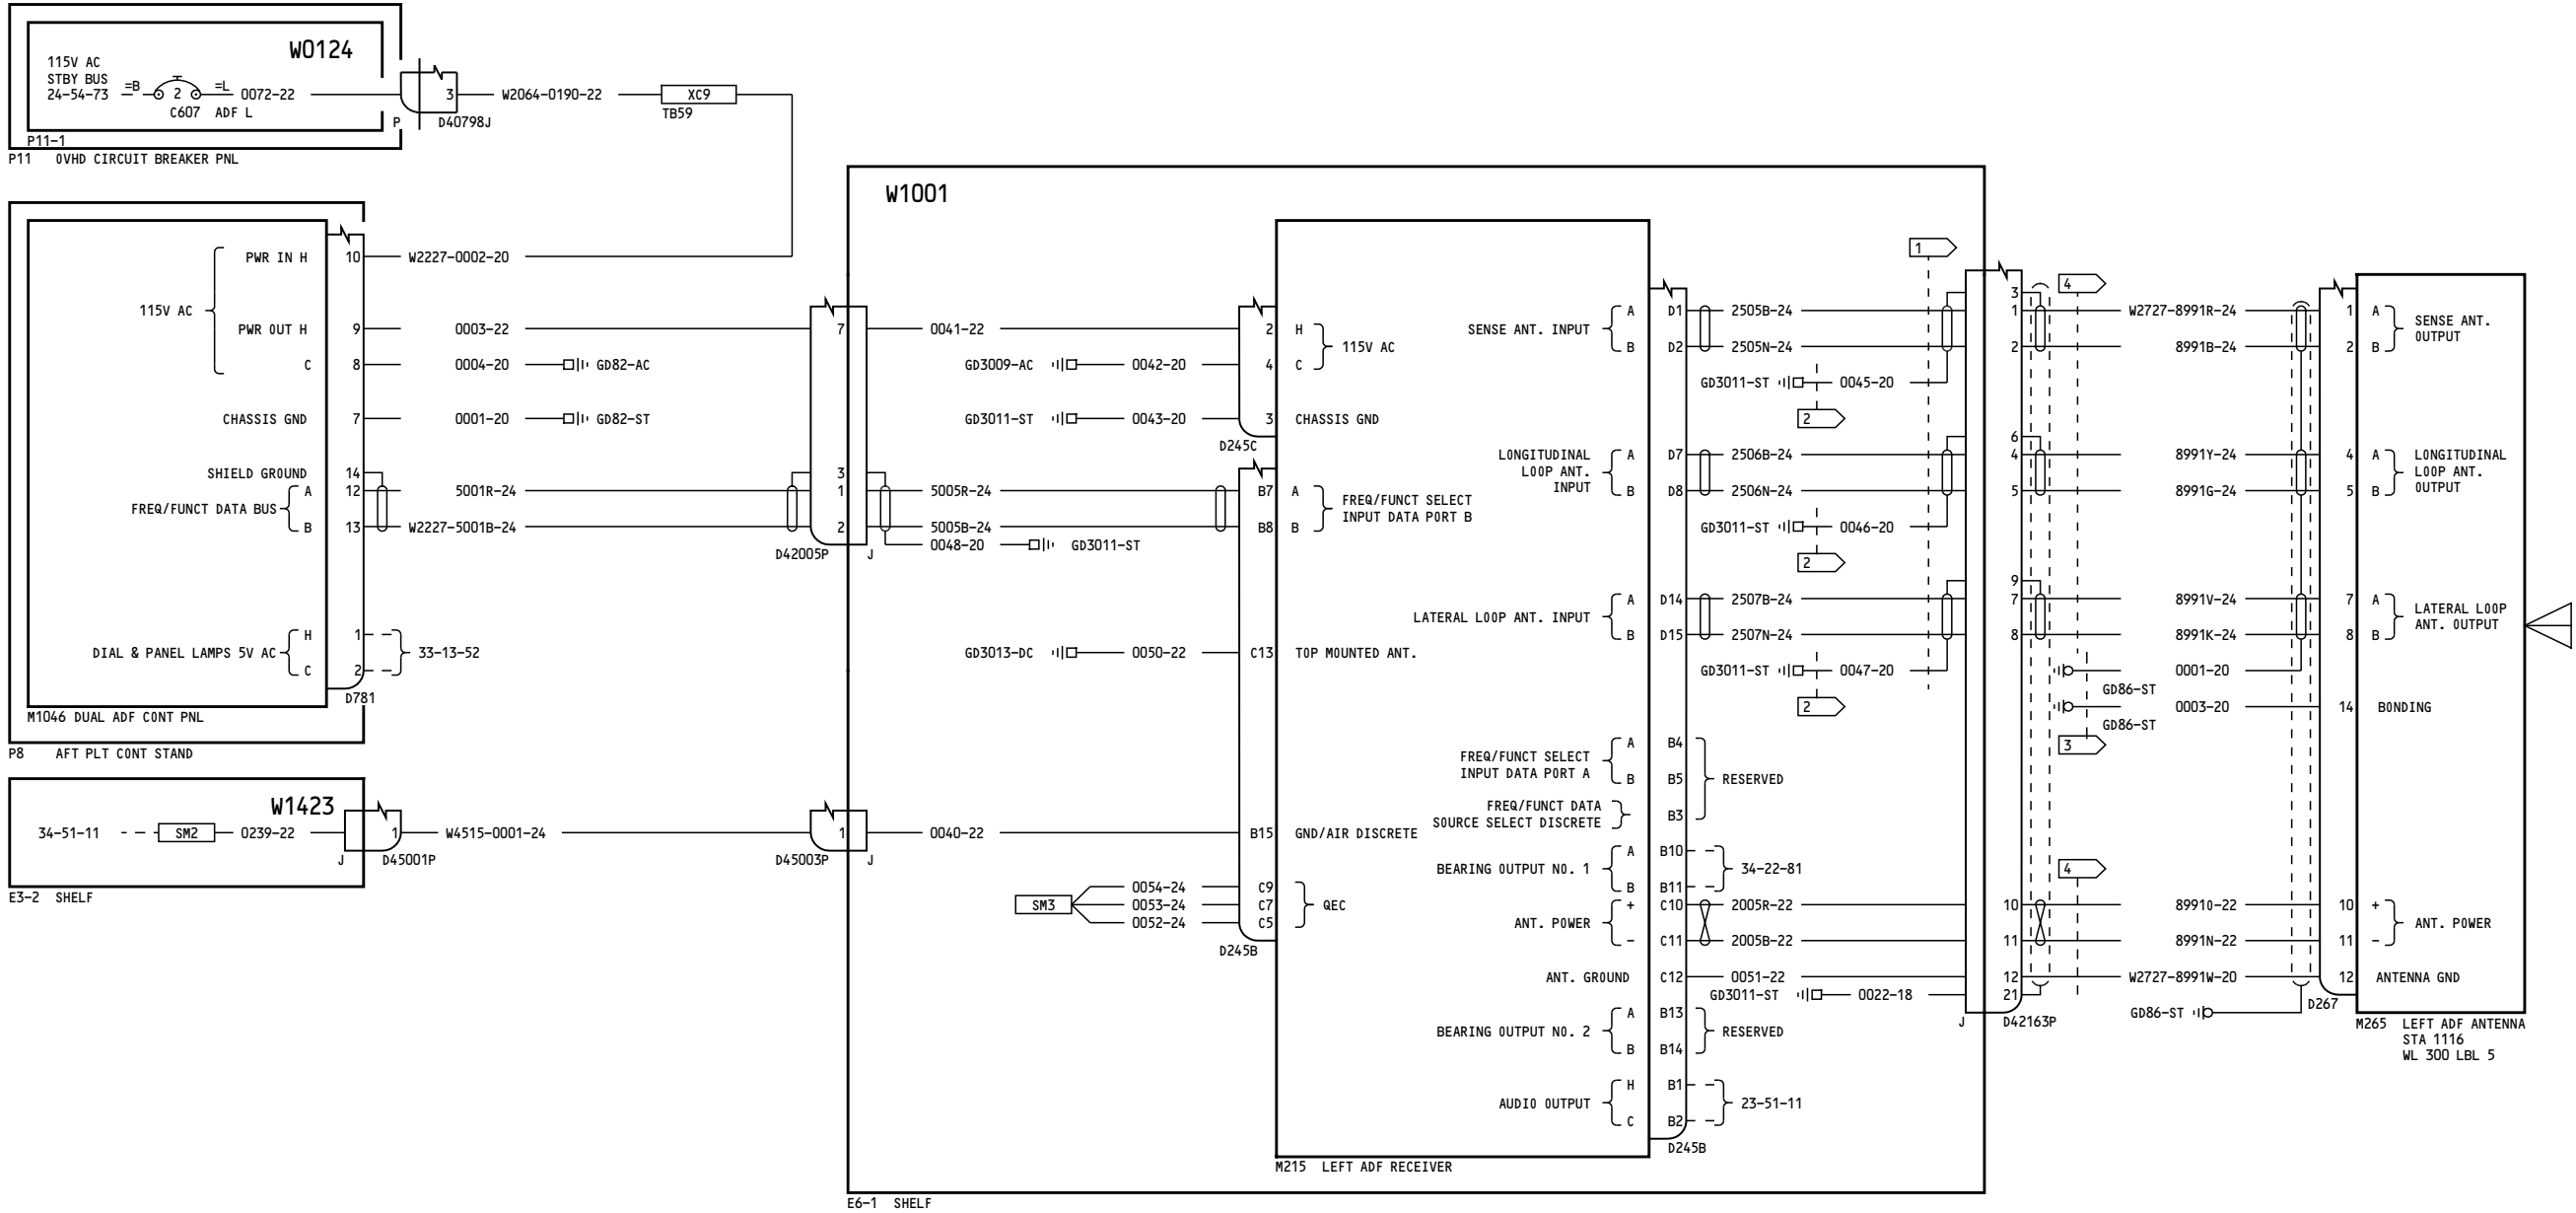 W0124
115V AC
STBY BUS
24-54-73
=B
2
=L
0072-22
C607 ADF L
P11-1
P11 OVHD CIRCUIT BREAKER PNL
P
3
D40798J
W2064-0190-22
XC9
TB59
115V AC
PWR IN H
10
W2227-0002-20
PWR OUT H
9
0003-22
C
8
0004-20
GD82-AC
CHASSIS GND
7
0001-20
GD82-ST
SHIELD GROUND
14
FREQ/FUNCT DATA BUS
A
12
5001R-24
B
13
W2227-5001B-24
DIAL & PANEL LAMPS 5V AC
H
1
C
2
33-13-52
D781
M1046 DUAL ADF CONT PNL
P8 AFT PLT CONT STAND
W1423
34-51-11
SM2
0239-22
1
J
D45001P
W4515-0001-24
E3-2 SHELF
7
3
1
2
D42005P
J
1
D45003P
J
W1001
0041-22
2
H
115V AC
GD3009-AC
0042-20
4
C
GD3011-ST
0043-20
3
CHASSIS GND
D245C
5005R-24
B7
A
FREQ/FUNCT SELECT
INPUT DATA PORT B
5005B-24
B8
B
0048-20
GD3011-ST
GD3013-DC
0050-22
C13
TOP MOUNTED ANT.
0040-22
B15
GND/AIR DISCRETE
SM3
0054-24
C9
0053-24
C7
QEC
0052-24
C5
D245B
SENSE ANT. INPUT
A
D1
2505B-24
B
D2
2505N-24
GD3011-ST
0045-20
2
LONGITUDINAL
LOOP ANT.
INPUT
A
D7
2506B-24
B
D8
2506N-24
GD3011-ST
0046-20
2
LATERAL LOOP ANT. INPUT
A
D14
2507B-24
B
D15
2507N-24
GD3011-ST
0047-20
2
FREQ/FUNCT SELECT
INPUT DATA PORT A
A
B4
B
B5
RESERVED
FREQ/FUNCT DATA
SOURCE SELECT DISCRETE
B3
BEARING OUTPUT NO. 1
A
B10
B
B11
34-22-81
ANT. POWER
+
C10
2005R-22
-
C11
2005B-22
ANT. GROUND
C12
0051-22
GD3011-ST
0022-18
BEARING OUTPUT NO. 2
A
B13
B
B14
RESERVED
AUDIO OUTPUT
H
B1
C
B2
23-51-11
D245B
M215 LEFT ADF RECEIVER
E6-1 SHELF
1
3
1
2
6
4
5
9
7
8
10
11
12
21
J
D42163P
4
W2727-8991R-24
1
A
SENSE ANT.
OUTPUT
8991B-24
2
B
8991Y-24
4
A
LONGITUDINAL
LOOP ANT.
OUTPUT
8991G-24
5
B
8991V-24
7
A
LATERAL LOOP
ANT. OUTPUT
8991K-24
8
B
0001-20
GD86-ST
0003-20
14
BONDING
GD86-ST
3
4
8991O-22
10
+
ANT. POWER
8991N-22
11
-
W2727-8991W-20
12
ANTENNA GND
GD86-ST
D267
M265 LEFT ADF ANTENNA
STA 1116
WL 300 LBL 5